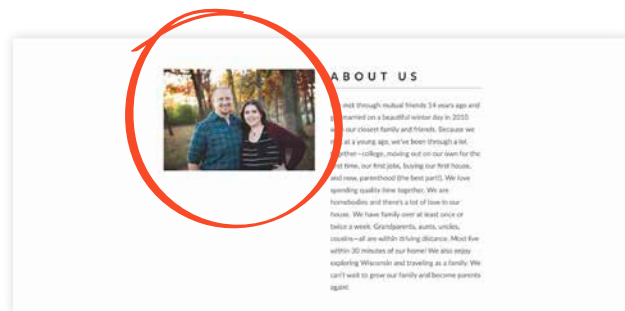 ABOUT US
met through mutual friends 14 years ago and
married on a beautiful winter day in 2010
our closest family and friends. Because we
at a young age, we've been through a lot
together—college, moving out on our own for the
first time, our first jobs, buying our first house,
and now, parenthood (the best part!). We love
spending quality time together. We are
homebodies and there's a lot of love in our
house. We have family over at least once or
twice a week. Grandparents, aunts, uncles,
cousins—all are within driving distance. Most live
within 30 minutes of our home! We also enjoy
exploring Wisconsin and traveling as a family. We
can't wait to grow our family and become parents
again!